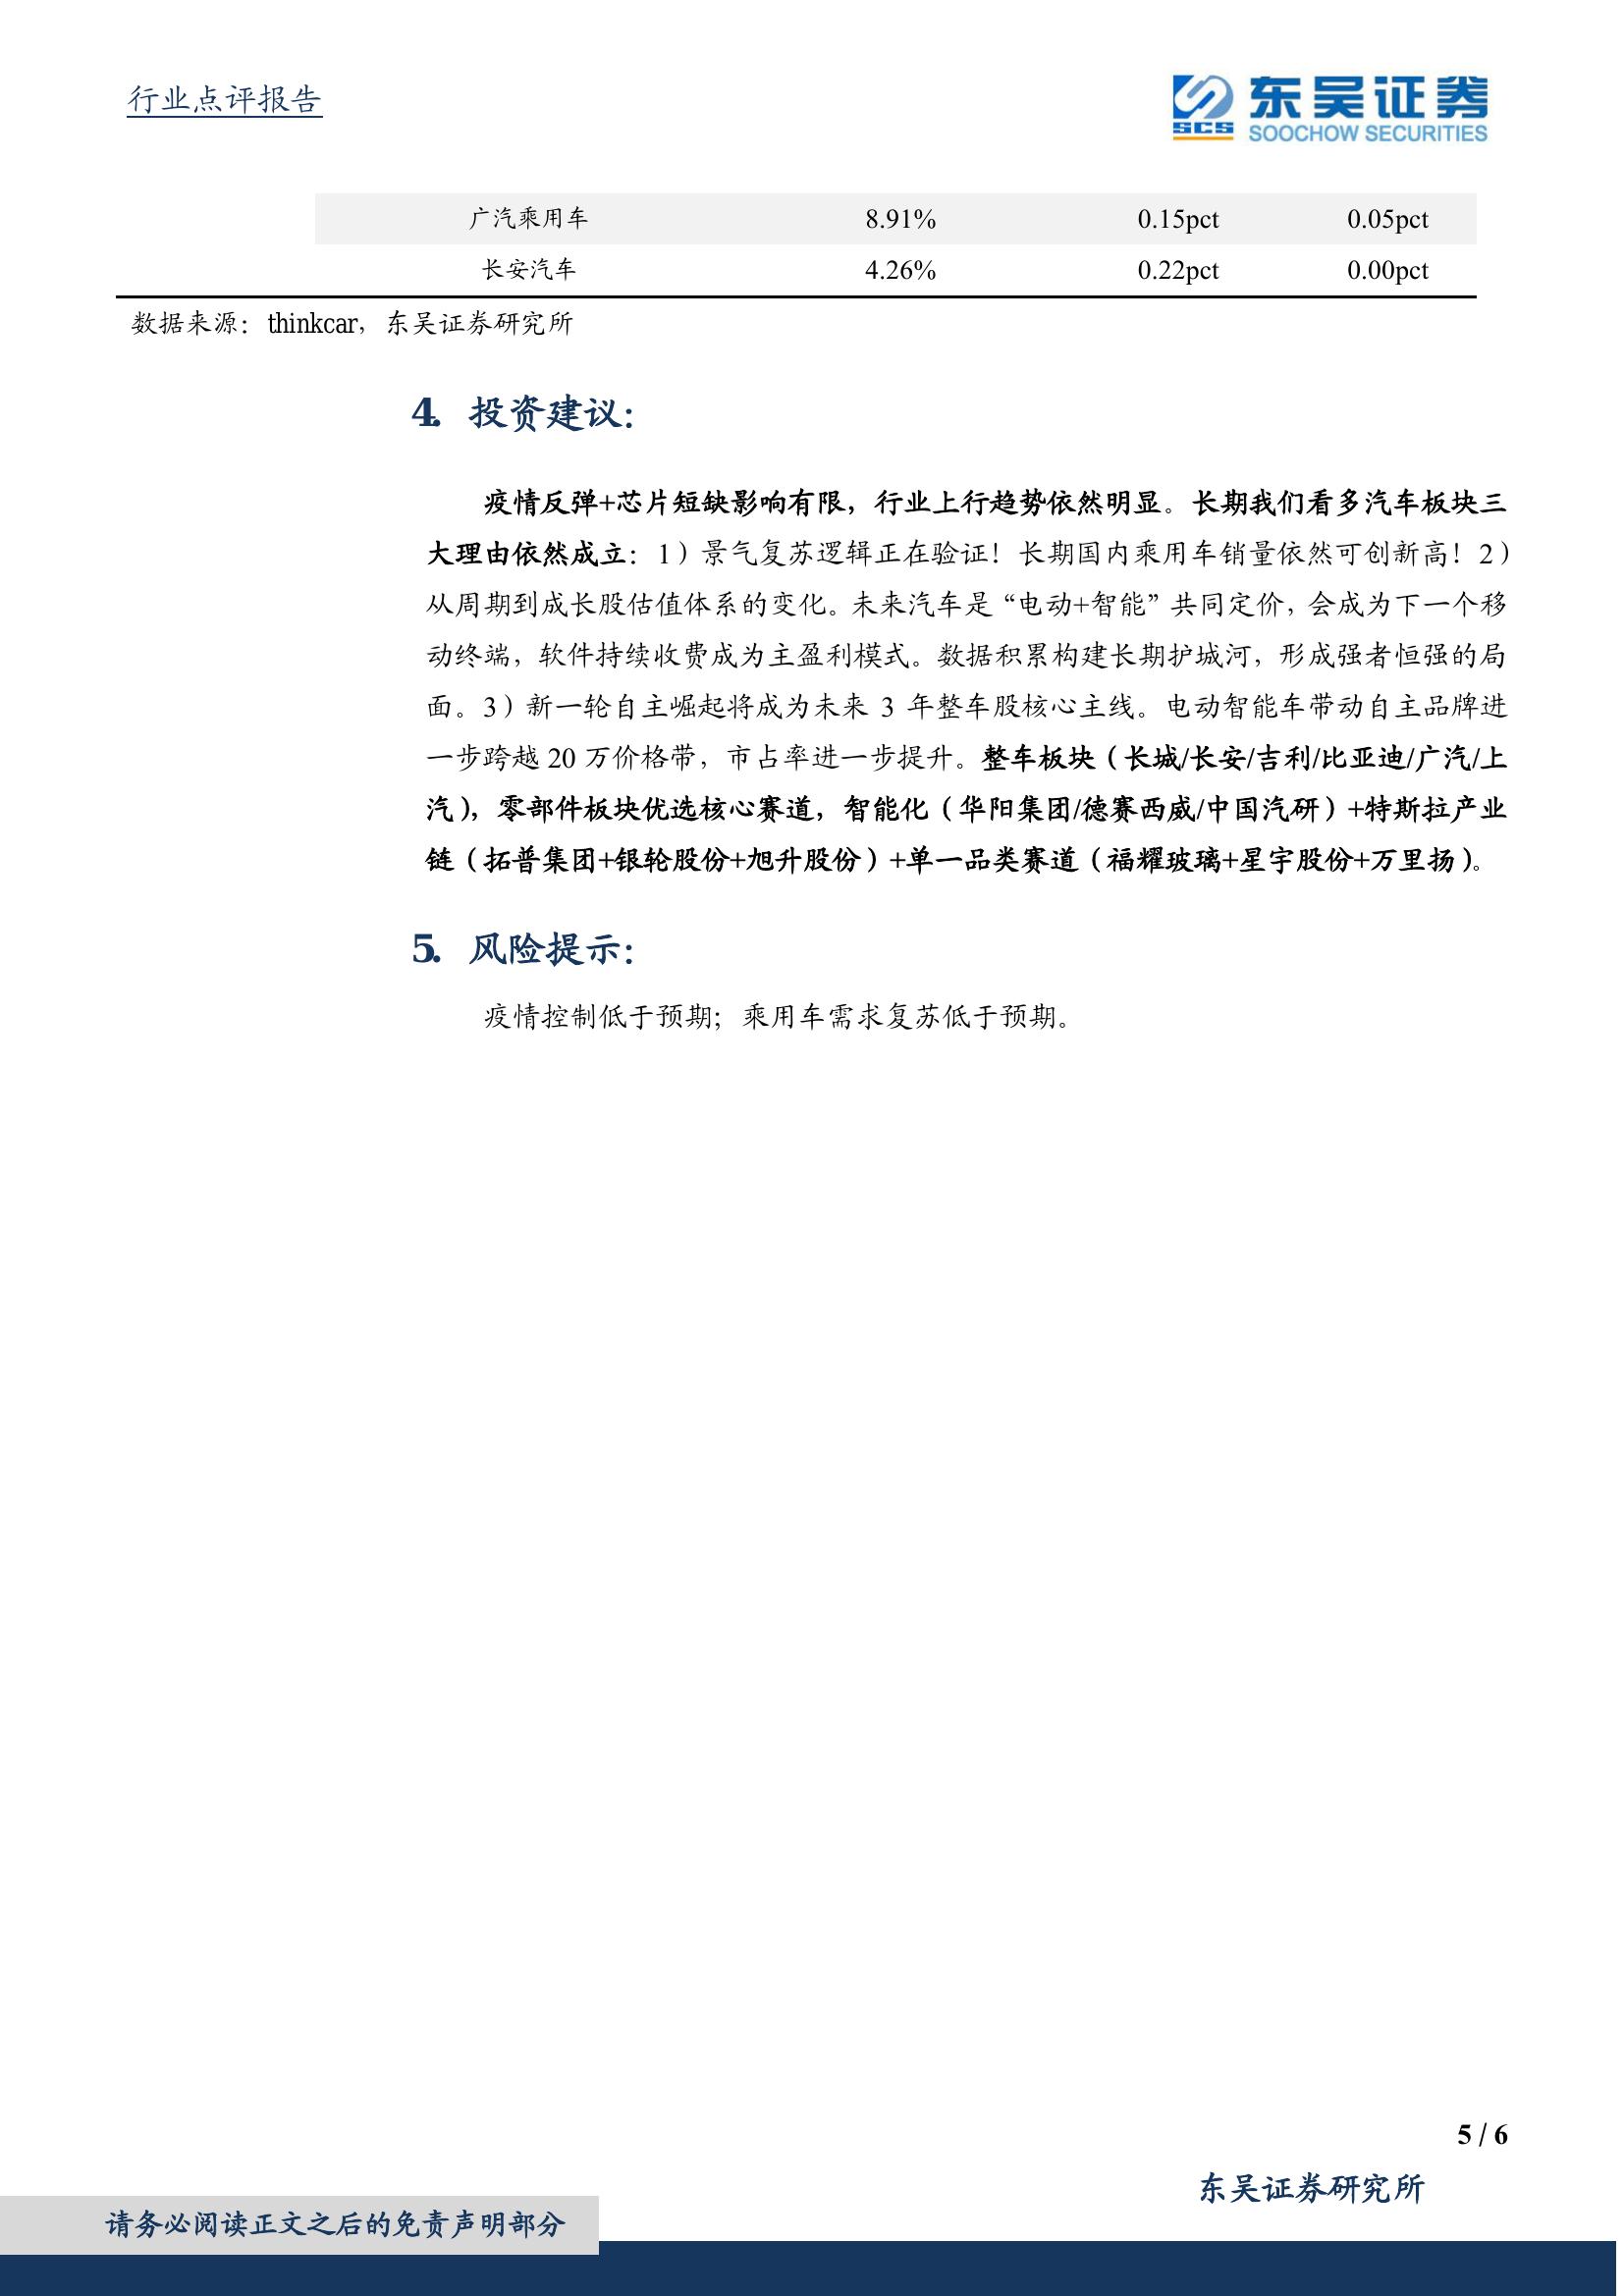 行业点评报告
SCS 东吴证券
SOOCHOW SECURITIES
广汽乘用车 8.91% 0.15pct 0.05pct
长安汽车 4.26% 0.22pct 0.00pct
数据来源：thinkcar，东吴证券研究所
4. 投资建议：
疫情反弹+芯片短缺影响有限，行业上行趋势依然明显。长期我们看多汽车板块三
大理由依然成立：1）景气复苏逻辑正在验证！长期国内乘用车销量依然可创新高！2）
从周期到成长股估值体系的变化。未来汽车是“电动+智能”共同定价，会成为下一个移
动终端，软件持续收费成为主盈利模式。数据积累构建长期护城河，形成强者恒强的局
面。3）新一轮自主崛起将成为未来 3 年整车股核心主线。电动智能车带动自主品牌进
一步跨越 20 万价格带，市占率进一步提升。整车板块（长城/长安/吉利/比亚迪/广汽/上
汽），零部件板块优选核心赛道，智能化（华阳集团/德赛西威/中国汽研）+特斯拉产业
链（拓普集团+银轮股份+旭升股份）+单一品类赛道（福耀玻璃+星宇股份+万里扬）。
5. 风险提示：
疫情控制低于预期；乘用车需求复苏低于预期。
5 / 6
东吴证券研究所
请务必阅读正文之后的免责声明部分